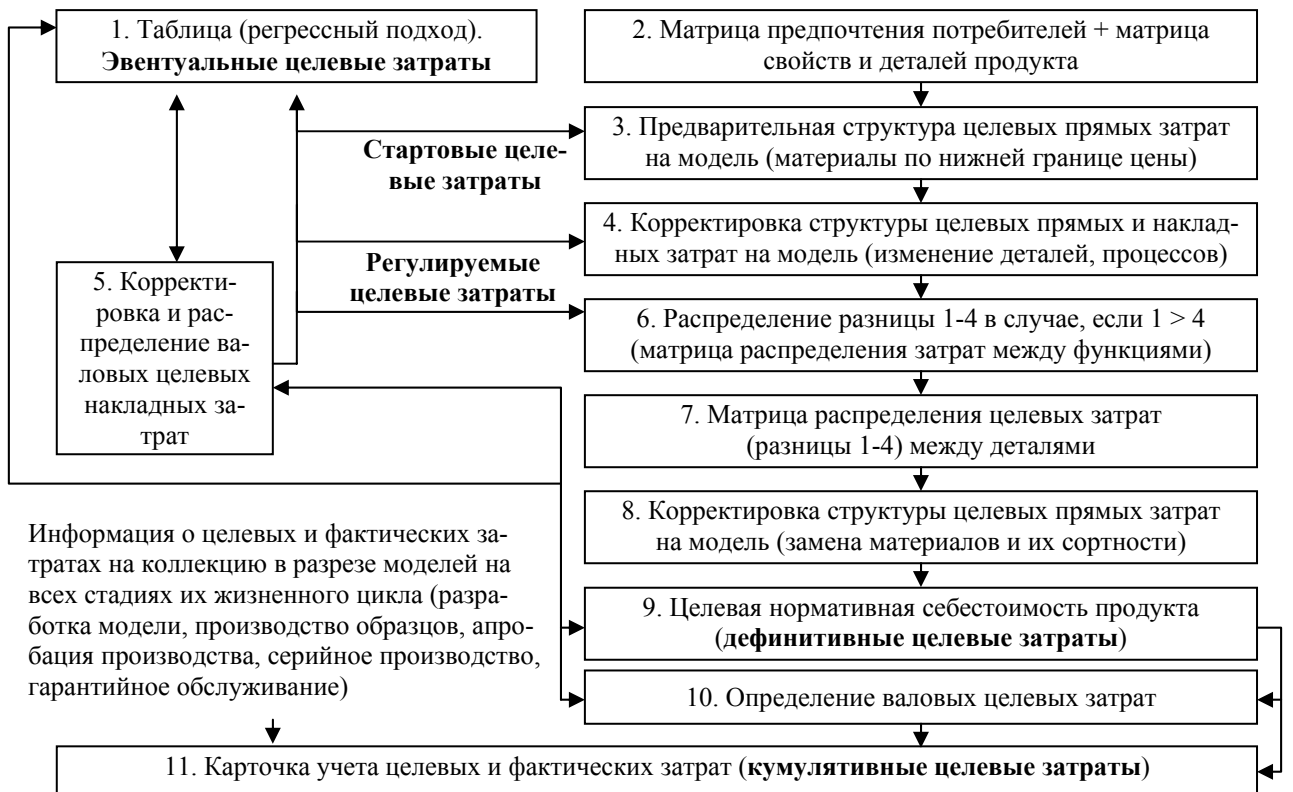 1. Таблица (регрессный подход).
Эвентуальные целевые затраты
2. Матрица предпочтения потребителей + матрица
свойств и деталей продукта
3. Предварительная структура целевых прямых затрат
на модель (материалы по нижней границе цены)
Стартовые целе-
вые затраты
4. Корректировка структуры целевых прямых и наклад-
ных затрат на модель (изменение деталей, процессов)
Регулируемые
целевые затраты
5. Корректи-
ровка и рас-
пределение ва-
ловых целевых
накладных за-
трат
6. Распределение разницы 1-4 в случае, если 1 > 4
(матрица распределения затрат между функциями)
7. Матрица распределения целевых затрат
(разницы 1-4) между деталями
8. Корректировка структуры целевых прямых затрат
на модель (замена материалов и их сортности)
Информация о целевых и фактических за-
тратах на коллекцию в разрезе моделей на
всех стадиях их жизненного цикла (разра-
ботка модели, производство образцов, апро-
бация производства, серийное производство,
гарантийное обслуживание)
9. Целевая нормативная себестоимость продукта
(дефинитивные целевые затраты)
10. Определение валовых целевых затрат
11. Карточка учета целевых и фактических затрат (кумулятивные целевые затраты)